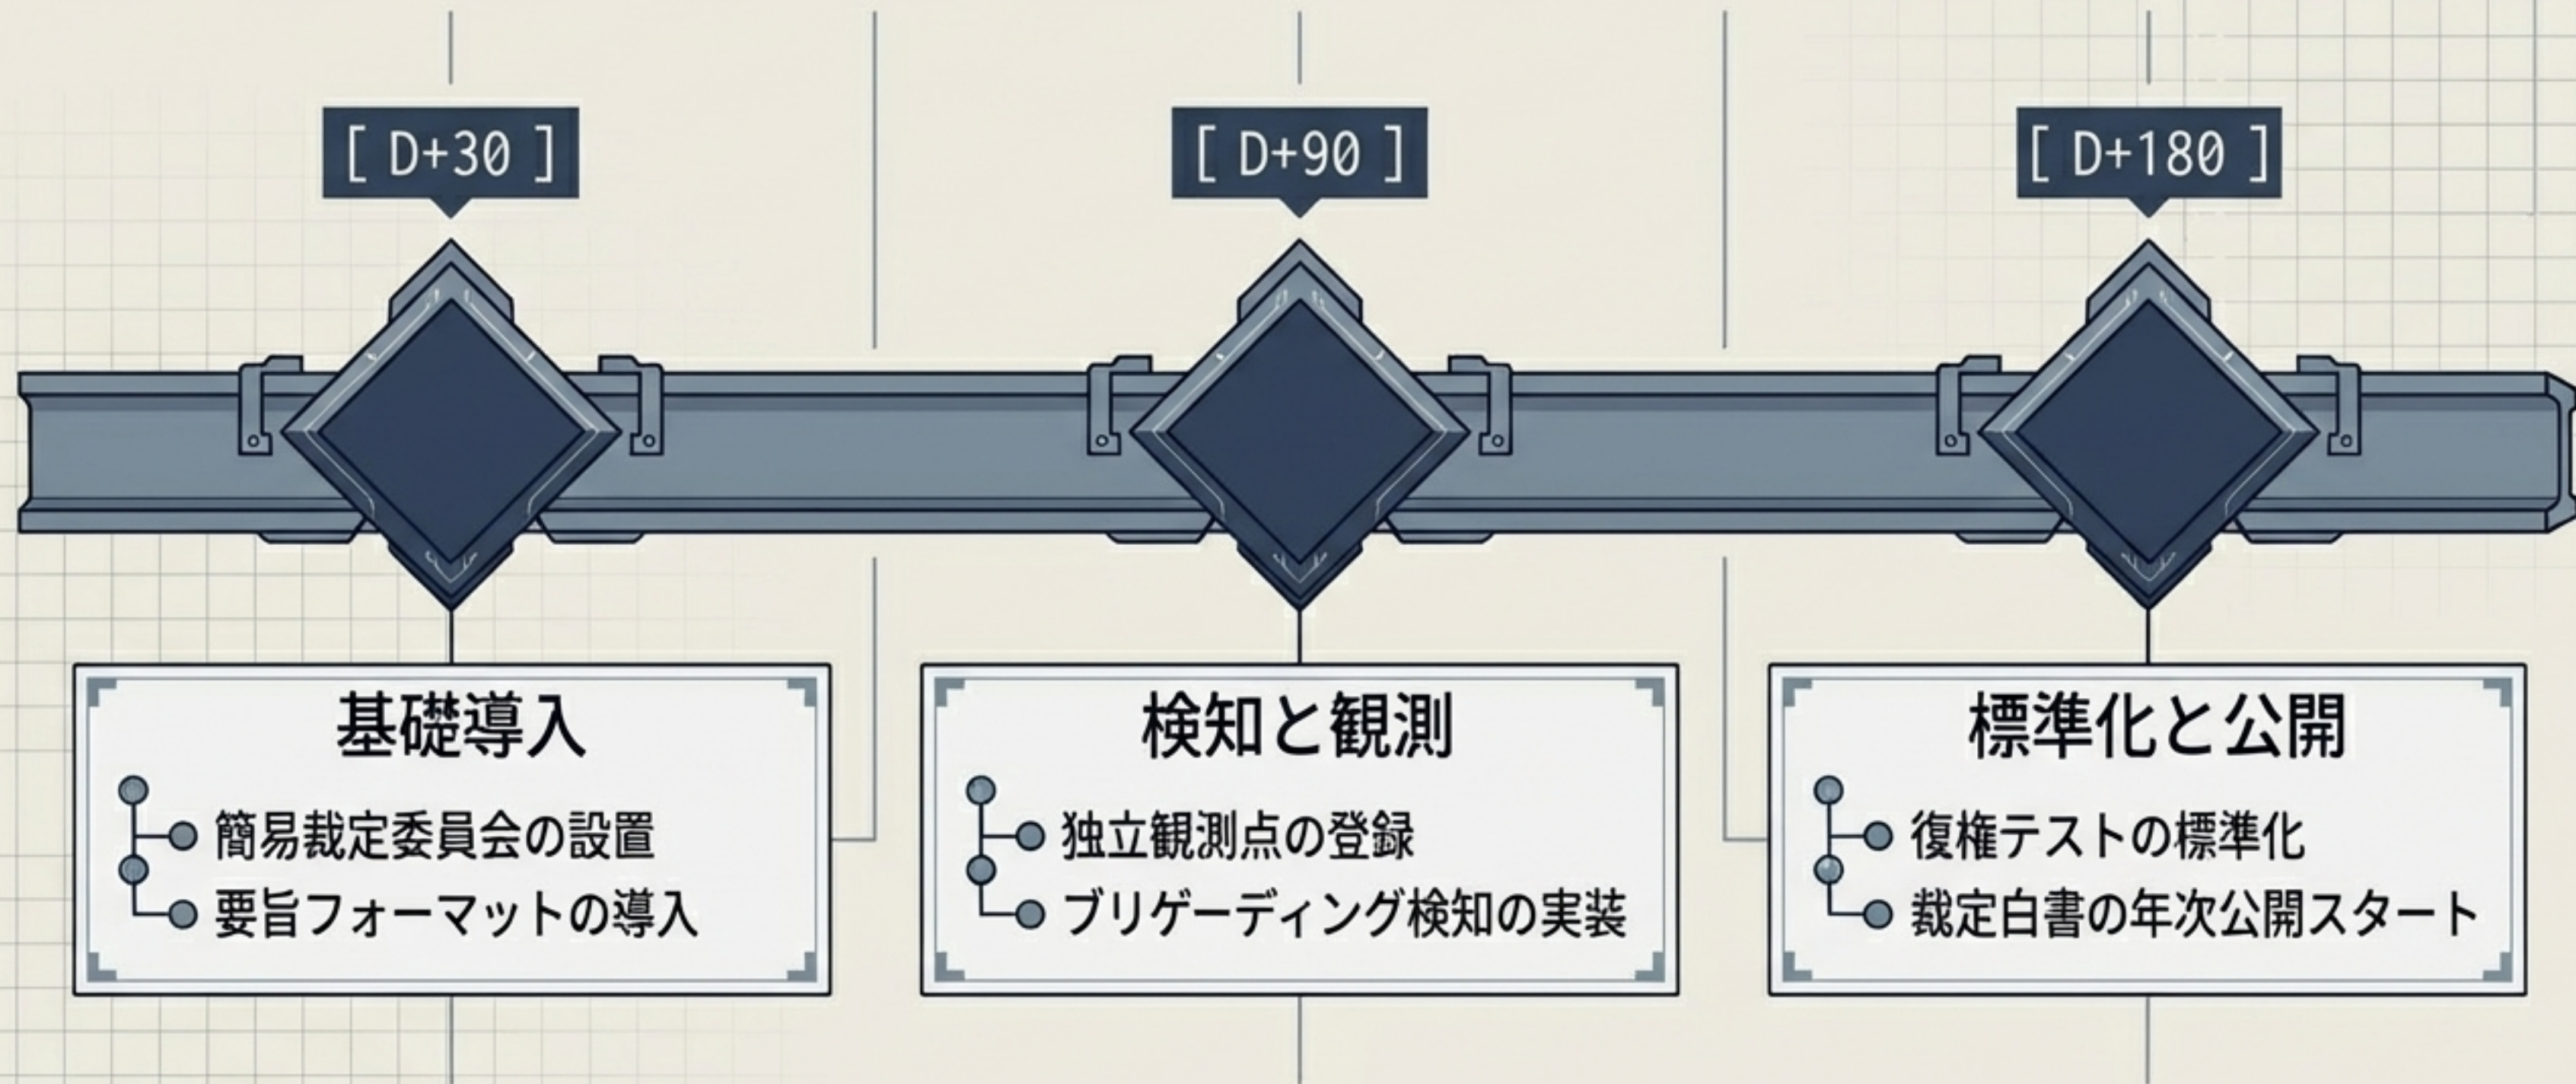 [ D+30 ]
基礎導入
簡易裁定委員会の設置
要旨フォーマットの導入
[ D+90 ]
検知と観測
独立観測点の登録
ブリゲーディング検知の実装
[ D+180 ]
標準化と公開
復権テストの標準化
裁定白書の年次公開スタート